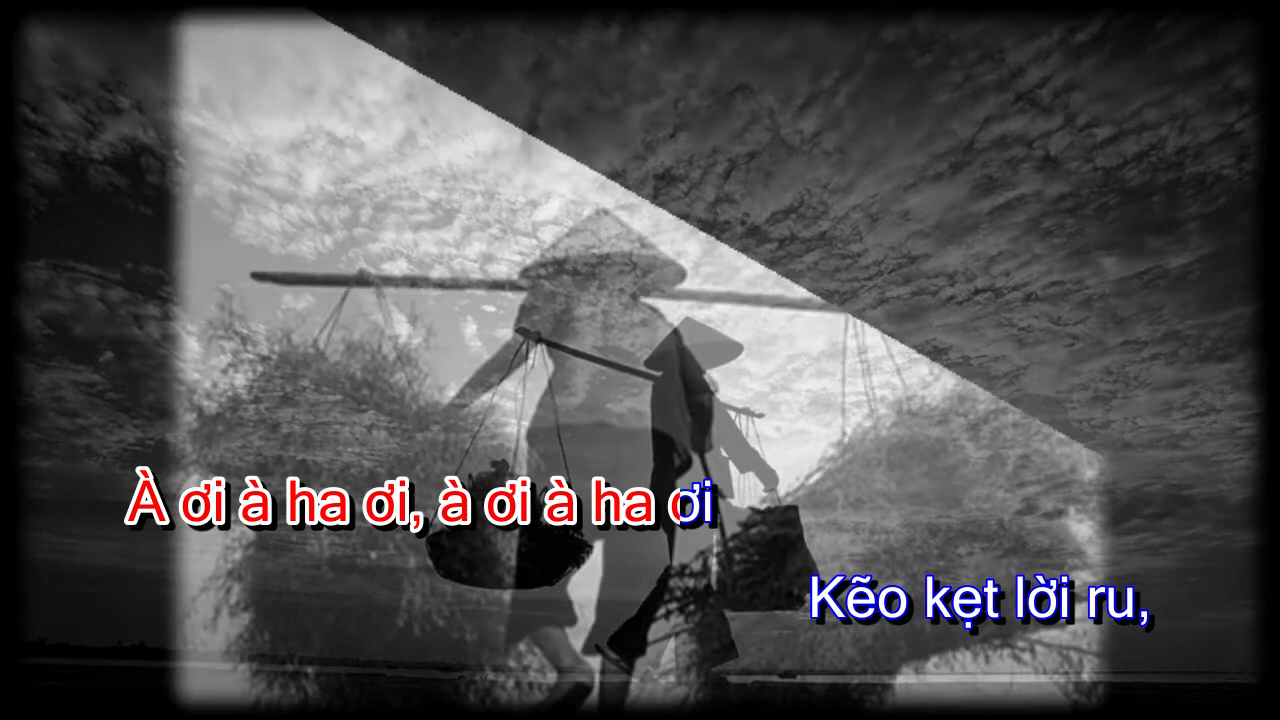 À ơi à ha ơi, à ơi à ha ơi
Kẽo kẹt lời ru,